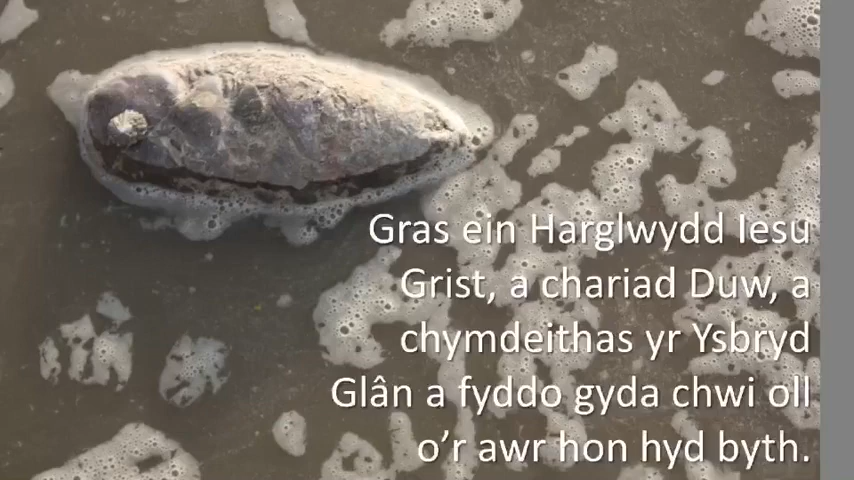 Gras ein Harglwydd Iesu
Grist, a chariad Duw, a
chymdeithas yr Ysbryd
Glân a fyddo gyda chwi oll
o’r awr hon hyd byth.